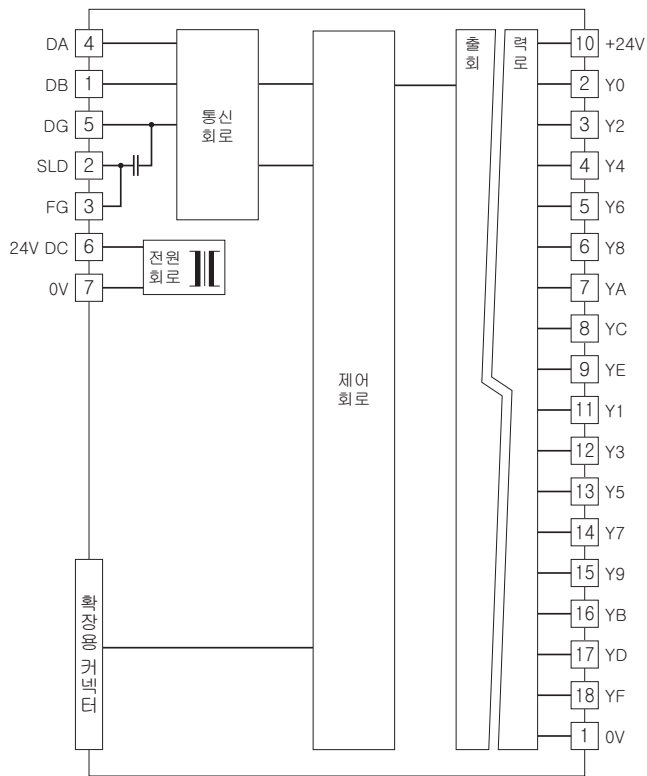 DA 4
DB 1
DG 5
SLD 2
FG 3
24V DC 6
0V 7
통신
회로
전원
회로
제어
회로
확장용 커넥터
출 력
회 로
10 +24V
2 Y0
3 Y2
4 Y4
5 Y6
6 Y8
7 YA
8 YC
9 YE
11 Y1
12 Y3
13 Y5
14 Y7
15 Y9
16 YB
17 YD
18 YF
1 0V